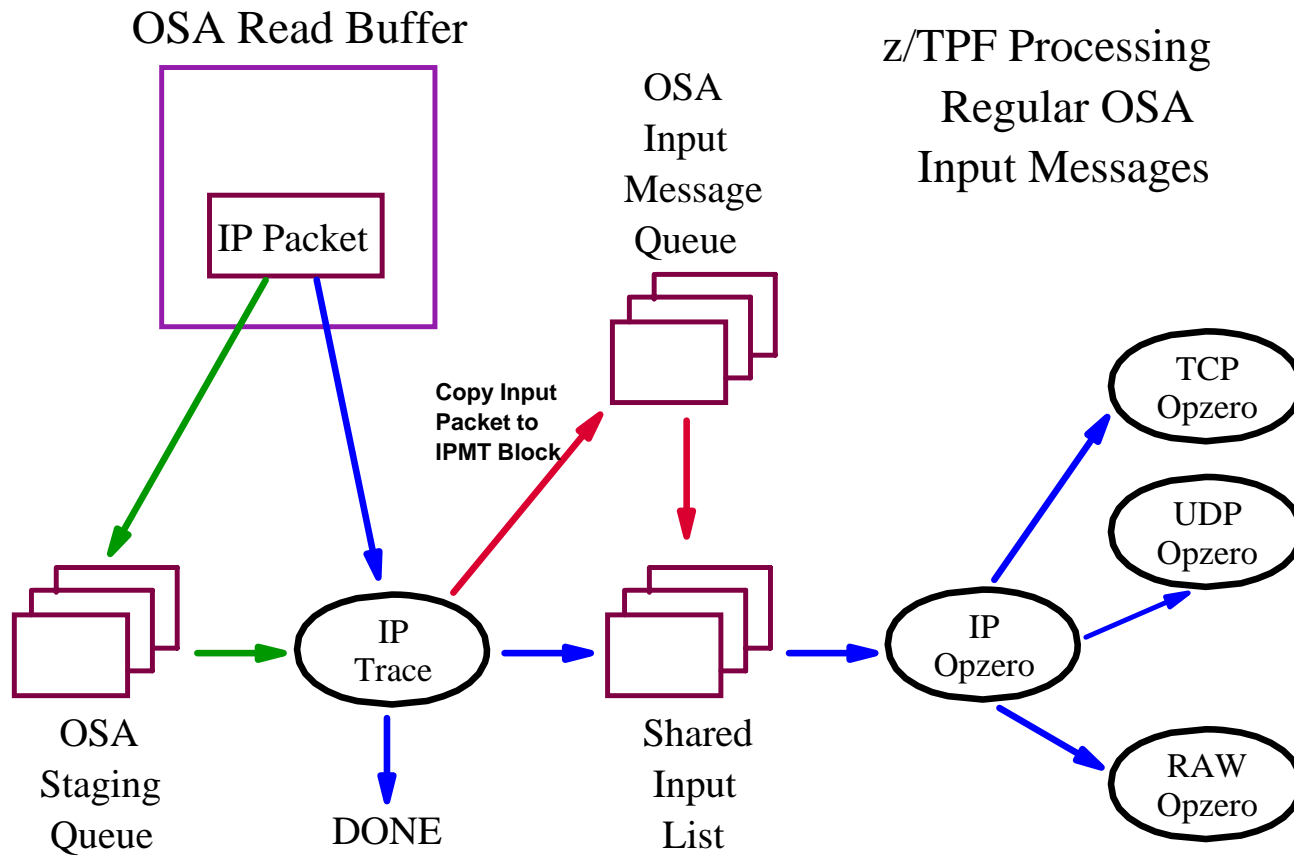 OSA Read Buffer
z/TPF Processing
Regular OSA
Input Messages
OSA
Input
Message
Queue
IP Packet
Copy Input
Packet to
IPMT Block
TCP
Opzero
UDP
Opzero
IP
Trace
IP
Opzero
RAW
Opzero
OSA
Staging
Queue
DONE
Shared
Input
List